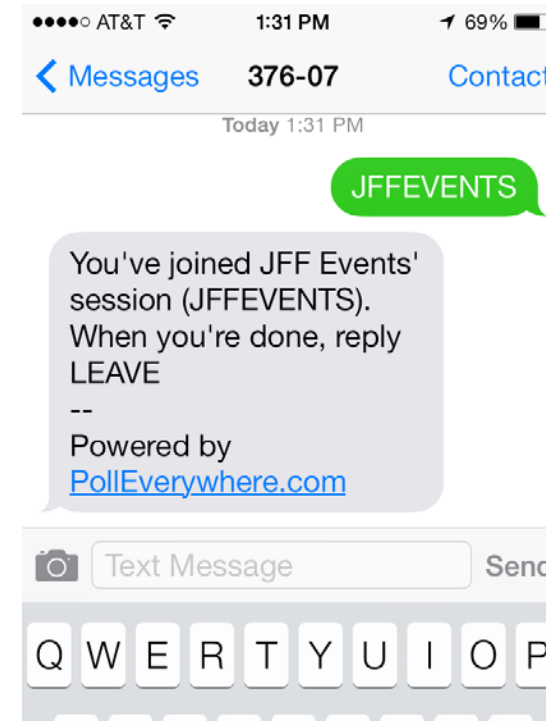 AT&T 1:31 PM 69%
Messages 376-07 Contact
Today 1:31 PM
JFFEVENTS
You've joined JFF Events'
session (JFFEVENTS).
When you're done, reply
LEAVE
--
Powered by
PollEverywhere.com
Text Message Send
Q W E R T Y U I O P